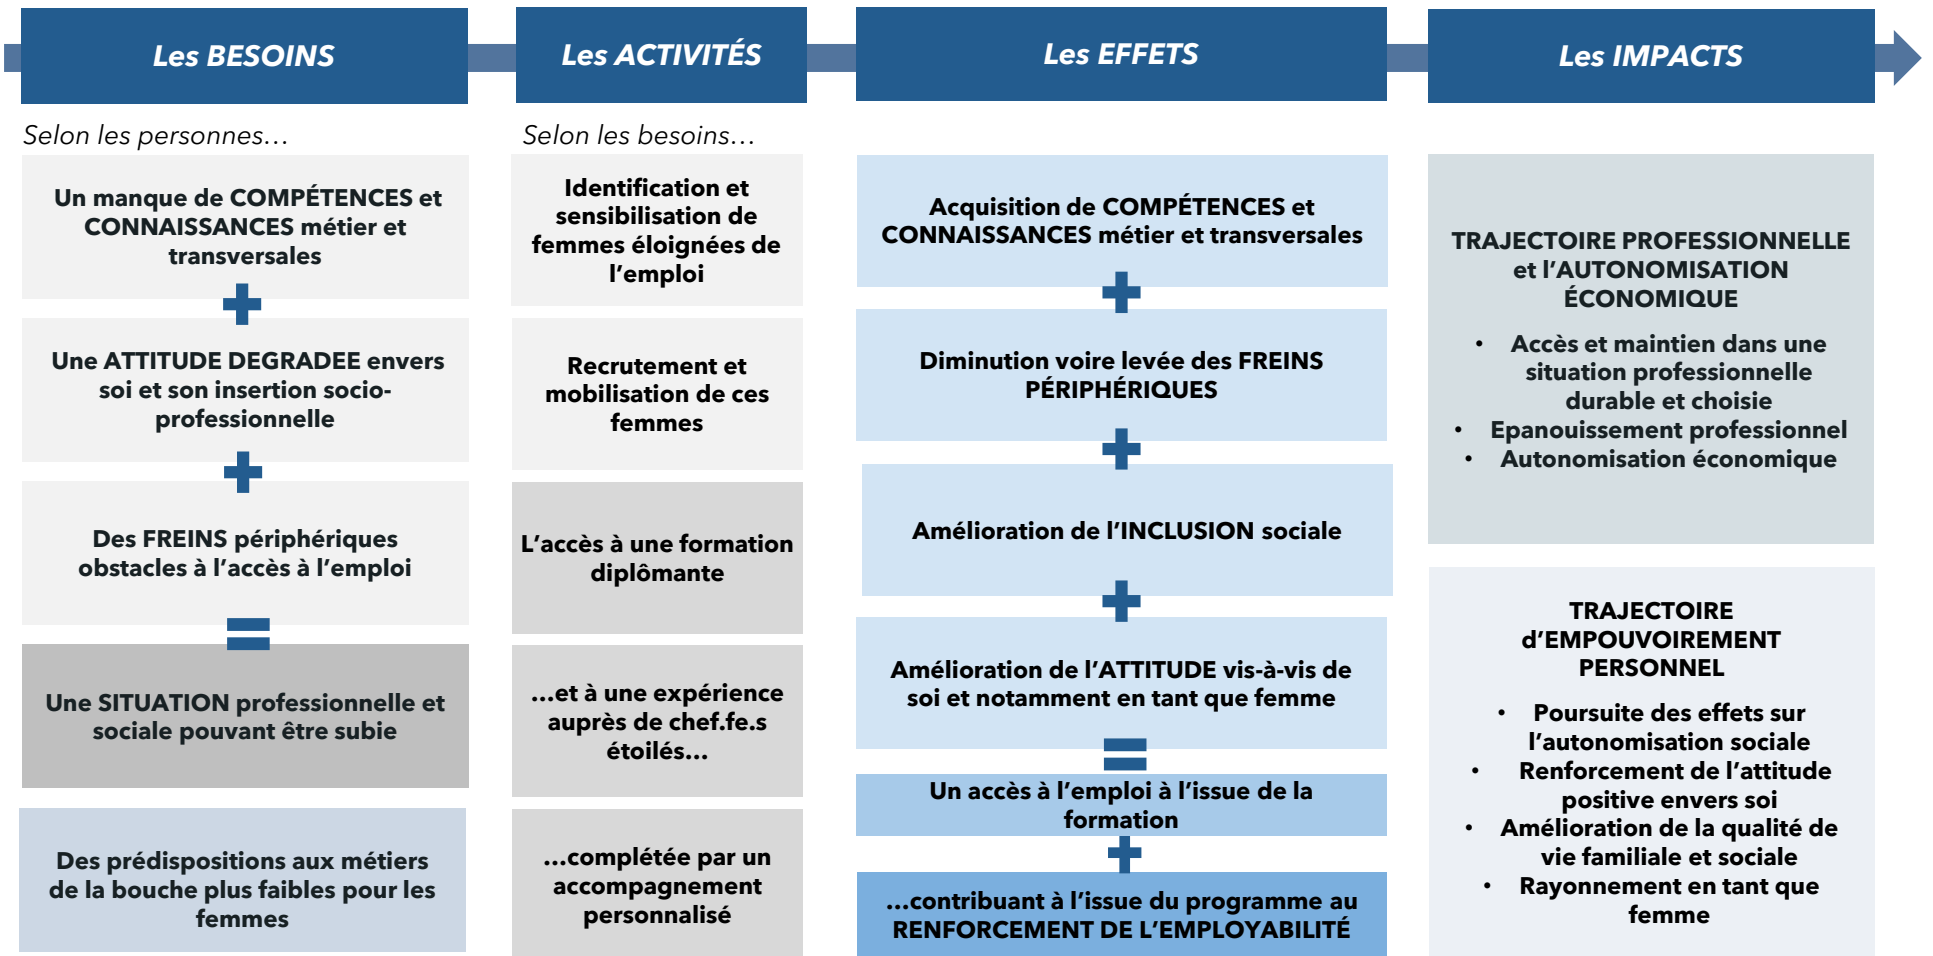 Les BESOINS
Les ACTIVITÉS
Les EFFETS
Les IMPACTS
Selon les personnes…
Un manque de COMPÉTENCES et
CONNAISSANCES métier et
transversales
Une ATTITUDE DEGRADEE envers
soi et son insertion socio-
professionnelle
Des FREINS périphériques
obstacles à l’accès à l’emploi
Une SITUATION professionnelle et
sociale pouvant être subie
Des prédispositions aux métiers
de la bouche plus faibles pour les
femmes
Selon les besoins…
Identification et
sensibilisation de
femmes éloignées de
l’emploi
Recrutement et
mobilisation de ces
femmes
L’accès à une formation
diplômante
…et à une expérience
auprès de chef.fe.s
étoilés…
…complétée par un
accompagnement
personnalisé
Acquisition de COMPÉTENCES et
CONNAISSANCES métier et transversales
Diminution voire levée des FREINS
PÉRIPHÉRIQUES
Amélioration de l’INCLUSION sociale
Amélioration de l’ATTITUDE vis-à-vis de
soi et notamment en tant que femme
Un accès à l’emploi à l’issue de la
formation
…contribuant à l’issue du programme au
RENFORCEMENT DE L’EMPLOYABILITÉ
TRAJECTOIRE PROFESSIONNELLE
et l’AUTONOMISATION
ÉCONOMIQUE
• Accès et maintien dans une
situation professionnelle
durable et choisie
• Epanouissement professionnel
• Autonomisation économique
TRAJECTOIRE
d’EMPOUVOIREMENT
PERSONNEL
• Poursuite des effets sur
l’autonomisation sociale
• Renforcement de l’attitude
positive envers soi
• Amélioration de la qualité de
vie familiale et sociale
• Rayonnement en tant que
femme